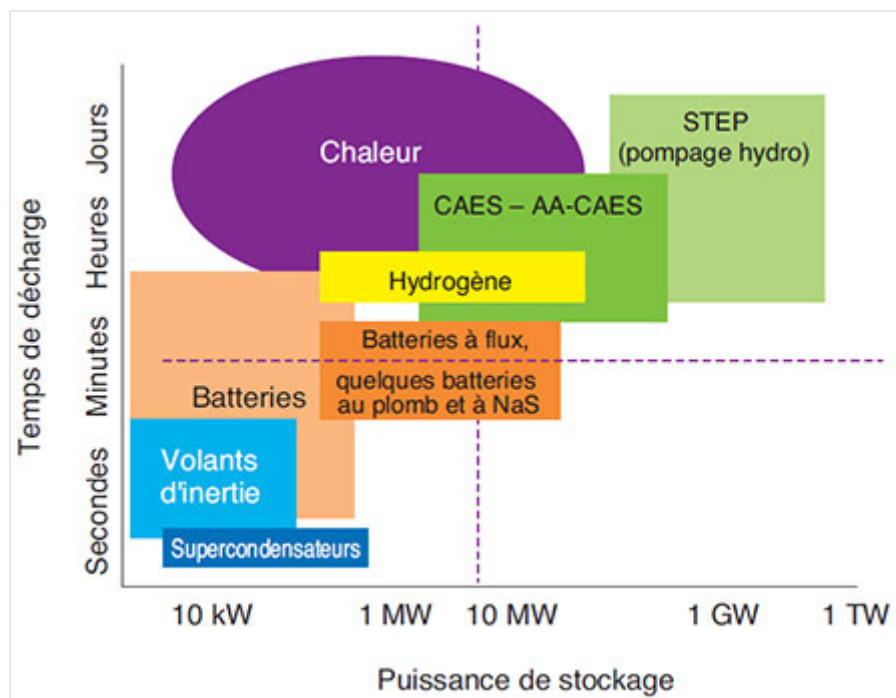 Temps de décharge
Jours
Heures
Minutes
Secondes
Chaleur
STEP
(pompage hydro)
CAES – AA-CAES
Hydrogène
Batteries à flux,
quelques batteries
au plomb et à NaS
Batteries
Volants
d'inertie
Supercondensateurs
10 kW 1 MW 10 MW 1 GW 1 TW
Puissance de stockage